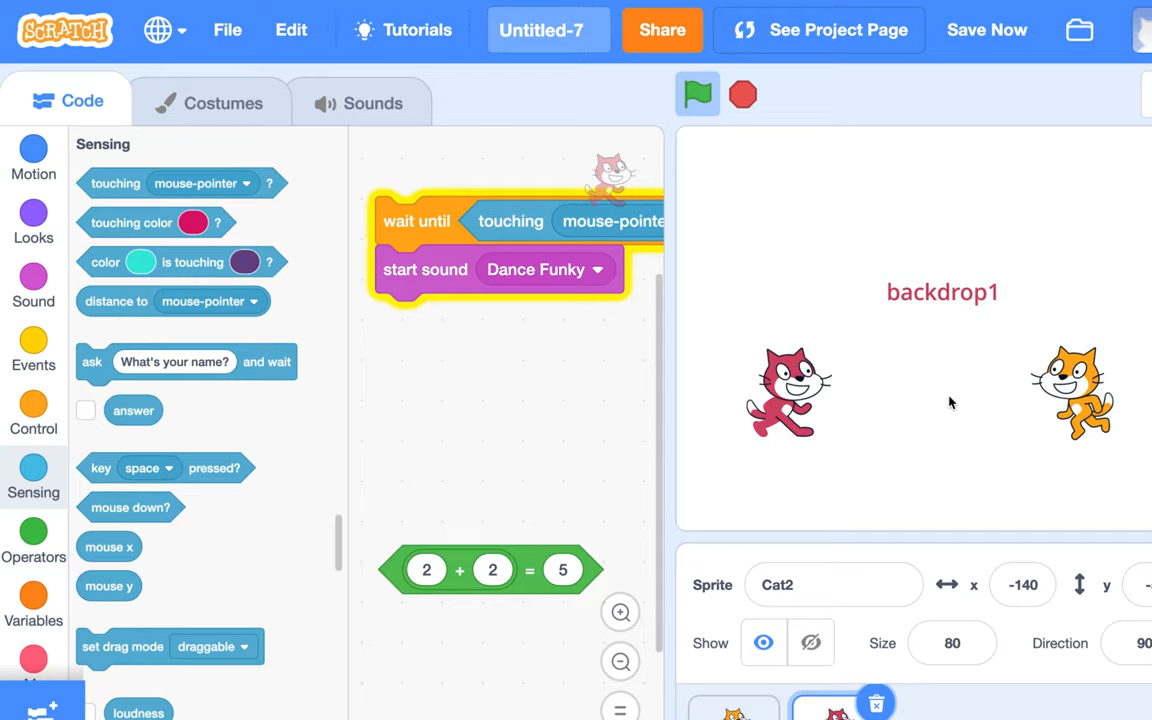 SCRATCH File Edit Tutorials Untitled-7 Share See Project Page Save Now
Code Costumes Sounds
Motion
Looks
Sound
Events
Control
Sensing
Operators
Variables
Sensing
touching mouse-pointer ?
touching color ?
color is touching ?
distance to mouse-pointer
ask What's your name? and wait
answer
key space pressed?
mouse down?
mouse x
mouse y
set drag mode draggable
loudness
wait until touching mouse-pointe
start sound Dance Funky
2 + 2 = 5
backdrop1
Sprite Cat2 x -140 y
Show Size 80 Direction 90